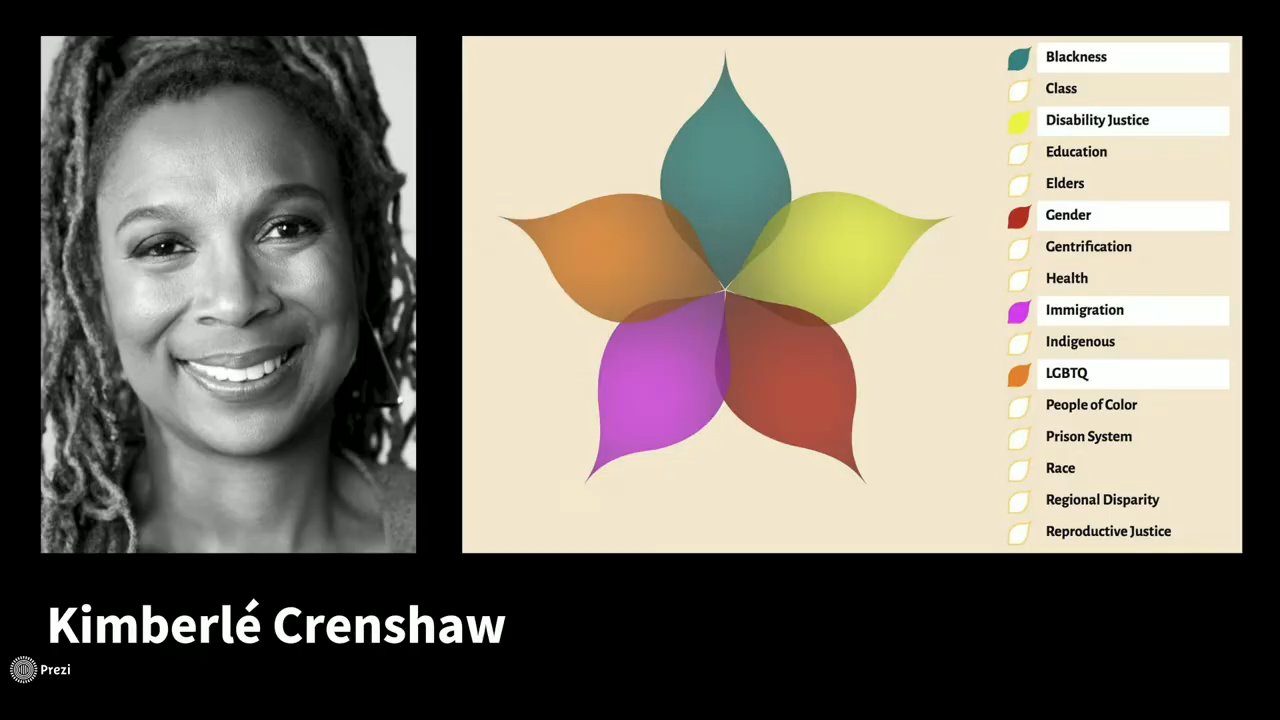 Blackness
Class
Disability Justice
Education
Elders
Gender
Gentrification
Health
Immigration
Indigenous
LGBTQ
People of Color
Prison System
Race
Regional Disparity
Reproductive Justice
Kimberlé Crenshaw
Prezi